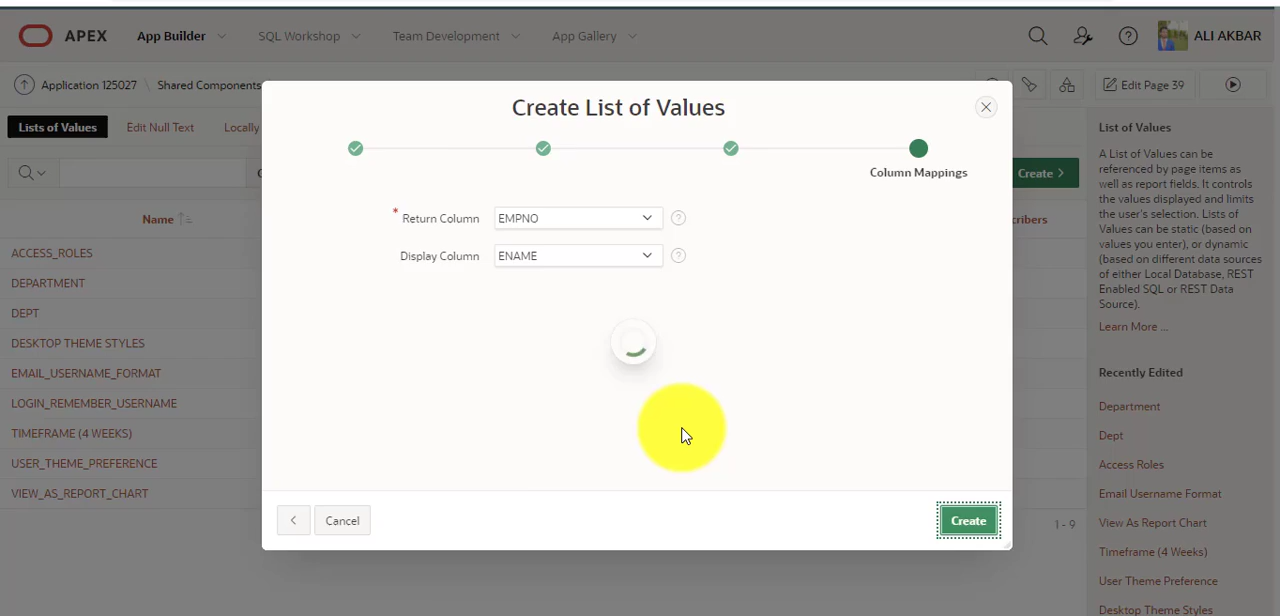 APEX
App Builder
SQL Workshop
Team Development
App Gallery
ALI AKBAR
Application 125027 \ Shared Components
Edit Page 39
Create List of Values
Column Mappings
* Return Column EMPNO
Display Column ENAME
Cancel
Create
Lists of Values
Edit Null Text
Locally
Create >
Name
ACCESS_ROLES
DEPARTMENT
DEPT
DESKTOP THEME STYLES
EMAIL_USERNAME_FORMAT
LOGIN_REMEMBER_USERNAME
TIMEFRAME (4 WEEKS)
USER_THEME_PREFERENCE
VIEW_AS_REPORT_CHART
1 - 9
List of Values
A List of Values can be
referenced by page items as
well as report fields. It controls
the values displayed and limits
the user's selection. Lists of
Values can be static (based on
values you enter), or dynamic
(based on different data sources
of either Local Database, REST
Enabled SQL or REST Data
Source).
Learn More ...
Recently Edited
Department
Dept
Access Roles
Email Username Format
View As Report Chart
Timeframe (4 Weeks)
User Theme Preference
Desktop Theme Styles